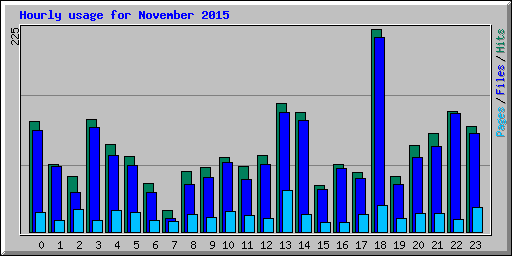 Hourly usage for November 2015
225
Pages / Files / Hits
0 1 2 3 4 5 6 7 8 9 10 11 12 13 14 15 16 17 18 19 20 21 22 23